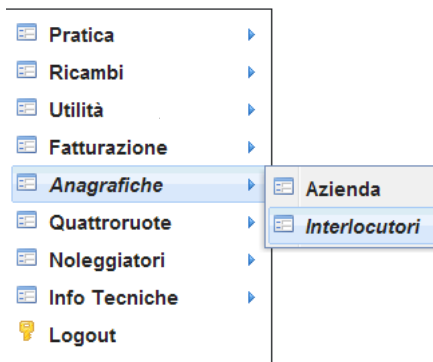 Pratica
Ricambi
Utilità
Fatturazione
Anagrafiche
Azienda
Quattroruote
Interlocutori
Noleggiatori
Info Tecniche
Logout